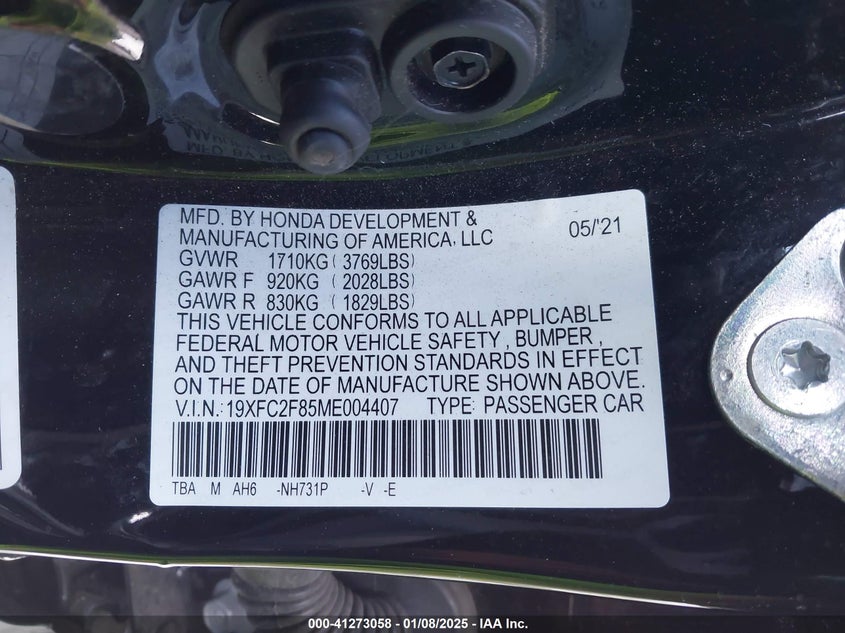 MFD. BY HONDA DEVELOPMENT &
MANUFACTURING OF AMERICA, LLC 05/'21
GVWR 1710KG ( 3769LBS)
GAWR F 920KG ( 2028LBS)
GAWR R 830KG ( 1829LBS)
THIS VEHICLE CONFORMS TO ALL APPLICABLE
FEDERAL MOTOR VEHICLE SAFETY , BUMPER ,
AND THEFT PREVENTION STANDARDS IN EFFECT
ON THE DATE OF MANUFACTURE SHOWN ABOVE.
V.I.N.: 19XFC2F85ME004407 TYPE: PASSENGER CAR
TBA M AH6 -NH731P -V -E
000-41273058 - 01/08/2025 - IAA Inc.